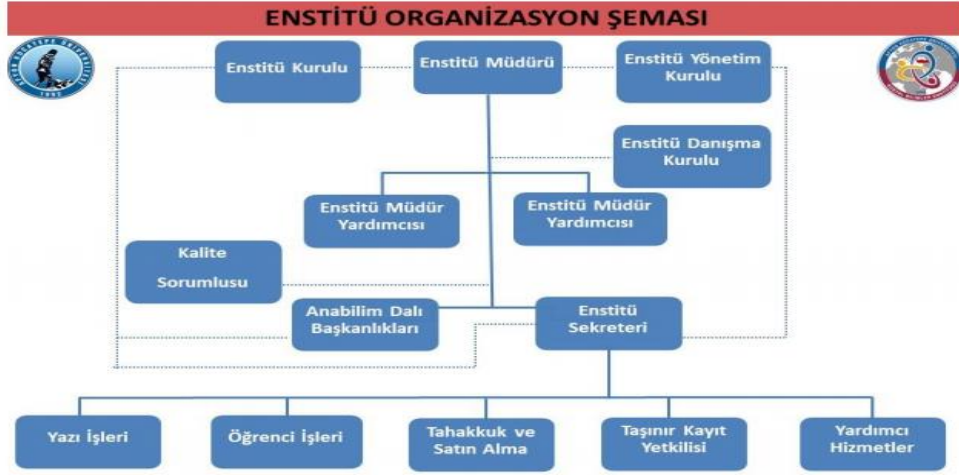 ENSTİTÜ ORGANİZASYON ŞEMASI
Enstitü Kurulu
Enstitü Müdürü
Enstitü Yönetim
Kurulu
Enstitü Danışma
Kurulu
Enstitü Müdür
Yardımcısı
Enstitü Müdür
Yardımcısı
Kalite
Sorumlusu
Anabilim Dalı
Başkanlıkları
Enstitü
Sekreteri
Yazı İşleri
Öğrenci İşleri
Tahakkuk ve
Satın Alma
Taşınır Kayıt
Yetkilisi
Yardımcı
Hizmetler